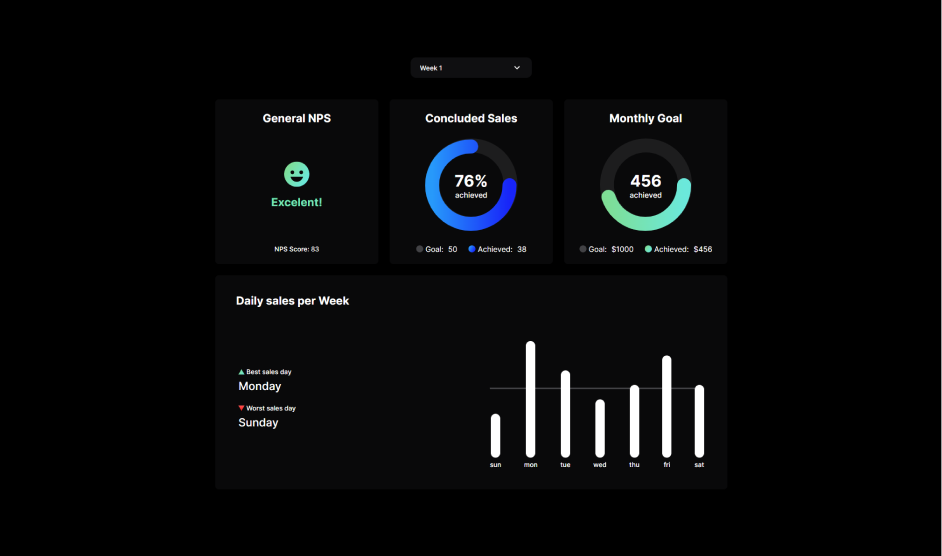 Week 1
General NPS
Excelent!
NPS Score: 83
Concluded Sales
76%
achieved
Goal: 50 Achieved: 38
Monthly Goal
456
achieved
Goal: $1000 Achieved: $456
Daily sales per Week
Best sales day
Monday
Worst sales day
Sunday
sun mon tue wed thu fri sat